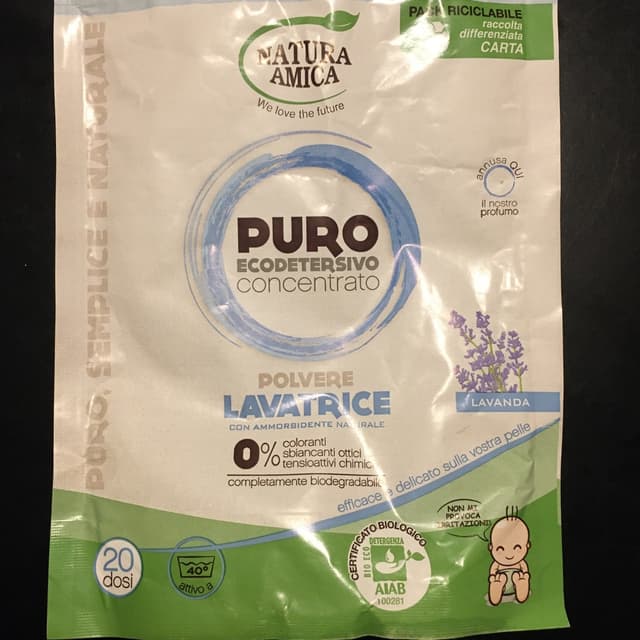 PACK RICICLABILE
raccolta
differenziata
CARTA
NATURA
AMICA
We love the future
PURO, SEMPLICE E NATURALE
annusa QUI
il nostro
profumo
PURO
ECODETERSIVO
concentrato
POLVERE
LAVATRICE
CON AMMORBIDENTE NATURALE
LAVANDA
0% coloranti
sbiancanti ottici
tensioattivi chimici
completamente biodegradabile
efficace e delicato sulla vostra pelle
NON MI
PROVOCA
IRRITAZIONI!
20
dosi
40°
attivo a
CERTIFICATO BIOLOGICO
BIO ECO
DETERGENZA
AIAB
100281